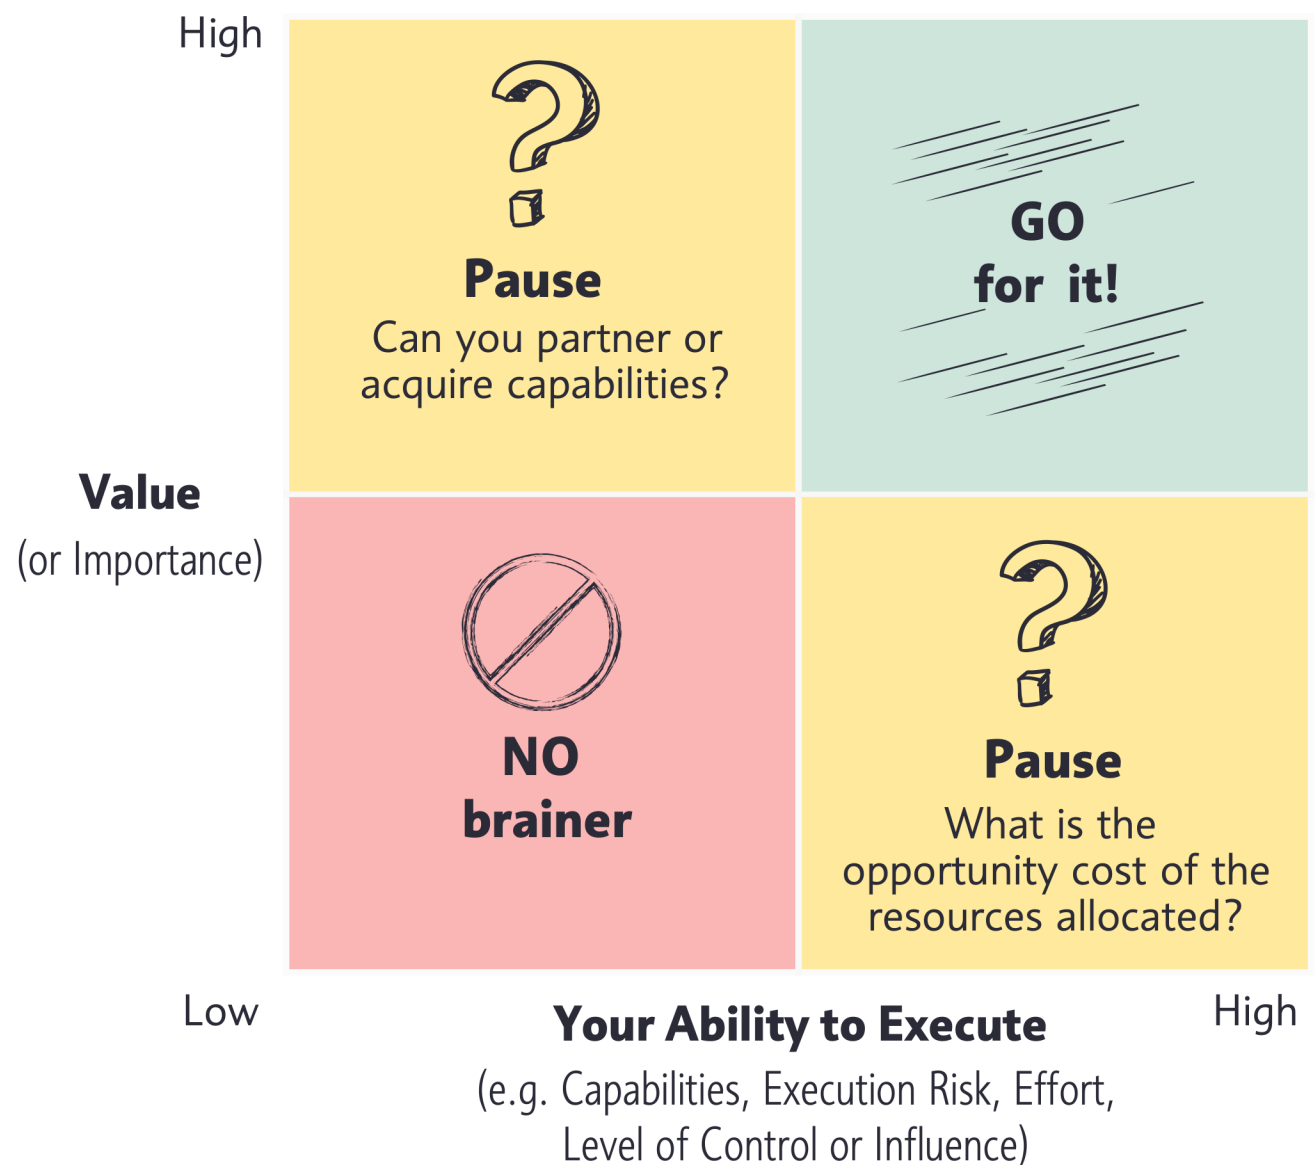 High
Pause
Can you partner or
acquire capabilities?
GO
for it!
Value
(or Importance)
NO
brainer
Pause
What is the
opportunity cost of the
resources allocated?
Low
Your Ability to Execute
High
(e.g. Capabilities, Execution Risk, Effort,
Level of Control or Influence)